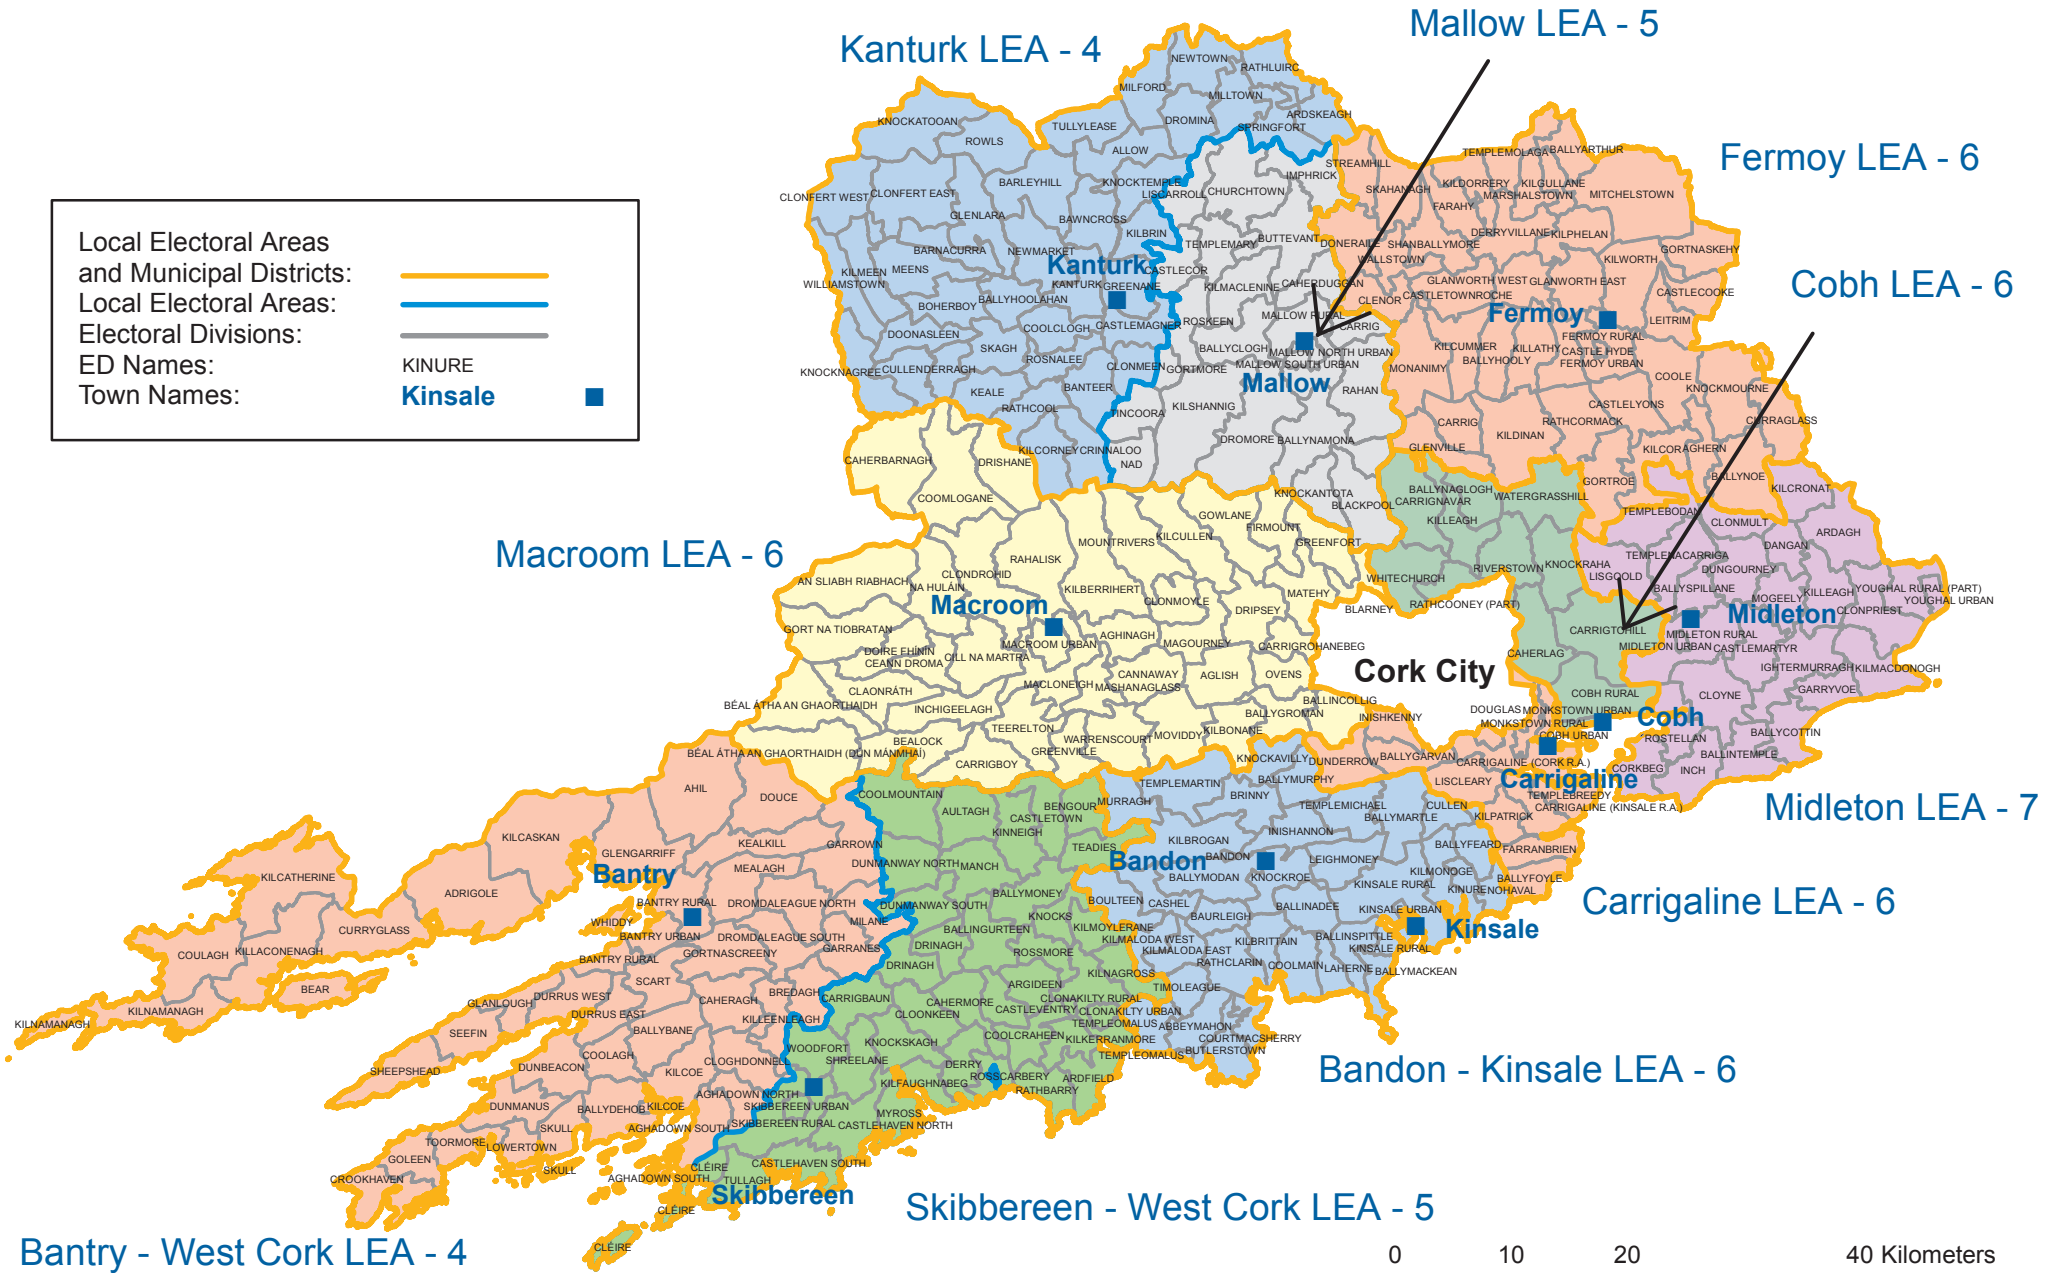 Kanturk LEA - 4
Mallow LEA - 5
Fermoy LEA - 6
Cobh LEA - 6
Macroom LEA - 6
Midleton LEA - 7
Carrigaline LEA - 6
Bandon - Kinsale LEA - 6
Skibbereen - West Cork LEA - 5
Bantry - West Cork LEA - 4
Local Electoral Areas
and Municipal Districts:
Local Electoral Areas:
Electoral Divisions:
ED Names: KINURE
Town Names: Kinsale
NEWTOWN
RATHLUIRC
MILFORD
MILLTOWN
ARDSKEAGH
KNOCKATOOAN
TULLYLEASE
DROMINA
SPRINGFORT
ROWLS
ALLOW
BARLEYHILL
KNOCKTEMPLE
LISCARROLL
CLONFERT WEST
CLONFERT EAST
GLENLARA
BAWNCROSS
KILBRIN
BARNACURRA
NEWMARKET
Kanturk
KILMEEN
MEENS
WILLIAMSTOWN
KANTURK
GREENANE
BOHERBOY
BALLYHOOLAHAN
DOONASLEEN
COOLCLOGH
CASTLEMAGNER
SKAGH
ROSNALEE
KNOCKNAGREE
CULLEN
DERRAGH
CLONMEEN
KEALE
BANTEER
RATHCOOL
KILCORNEY
CRINNALOO
CHURCHTOWN
IMPHRICK
TEMPLEMARY
BUTTEVANT
CASTLECOR
KILMACLENINE
CAHERDUGGAN
ROSKEEN
MALLOW RURAL
CARRIG
BALLYCLOGH
MALLOW NORTH URBAN
MALLOW SOUTH URBAN
GORTMORE
Mallow
RAHAN
TINCOORA
KILSHANNIG
DROMORE
BALLYNAMONA
NAD
KNOCKANTOTA
BLACKPOOL
STREAMHILL
TEMPLEMOLAGA
BALLYARTHUR
SKAHANAGH
KILDORRERY
KILGULLANE
MARSHALSTOWN
MITCHELSTOWN
FARAHY
DERRYVILLANE
KILPHELAN
DONERAILE
SHANBALLYMORE
GORTNASKEHY
WALLSTOWN
KILWORTH
GLANWORTH WEST
GLANWORTH EAST
CLENOR
CASTLETOWNROCHE
CASTLECOOKE
Fermoy
LEITRIM
FERMOY RURAL
KILCUMMER
KILLATHY
CASTLE HYDE
BALLYHOOLY
FERMOY URBAN
MONANIMY
COOLE
KNOCKMOURNE
CASTLELYONS
CARRIG
RATHCORMACK
CURRAGLASS
KILDINAN
GLENVILLE
KILCOR
AGHERN
GORTROE
BALLYNOE
BALLYNAGLOGH
CARRIGNAVAR
WATERGRASSHILL
KILLEAGH
WHITECHURCH
RIVERSTOWN
KNOCKRAHA
RATHCOONEY (PART)
BLARNEY
CARRIGTOHILL
CAHERLAG
COBH RURAL
Cobh
COBH URBAN
KILCRONAT
TEMPLEBODAN
CLONMULT
ARDAGH
DANGAN
TEMPLENACARRIGA
LISGOOLD
DUNGOURNEY
BALLYSPILLANE
MOGEELY
KILLEAGH
YOUGHAL RURAL (PART)
YOUGHAL URBAN
CLONPRIEST
Midleton
MIDLETON RURAL
MIDLETON URBAN
CASTLEMARTYR
IGHTERMURRAGH
KILMACDONOGH
CLOYNE
GARRYVOE
ROSTELLAN
BALLYCOTTIN
BALLINTEMPLE
CORKBEG
INCH
CAHERBARNAGH
DRISHANE
COOMLOGANE
GOWLANE
FIRMOUNT
MOUNTRIVERS
KILCULLEN
GREENFORT
RAHALISK
AN SLIABH RIABHACH
CLONDROHID
NA HULÁIN
KILBERRIHERT
CLONMOYLE
MATEHY
DRIPSEY
Macroom
GORT NA TIOBRATAN
MACROOM URBAN
AGHINAGH
MAGOURNEY
CARRIGROHANEBEG
DOIRE FHÍNÍN
CEANN DROMA
CILL NA MARTRA
CANNAWAY
AGLISH
OVENS
MACLONEIGH
MASHANAGLASS
CLAONRÁTH
BÉAL ÁTHA AN GHAORTHAIDH
INCHIGEELAGH
BALLINCOLLIG
BALLYGROMAN
TEERELTON
KILBONANE
WARRENSCOURT
MOVIDDY
GREENVILLE
BEALOCK
CARRIGBOY
BÉAL ÁTHA AN GHAORTHAIDH (DÚN MÁNMHAÍ)
Cork City
DOUGLAS
MONKSTOWN URBAN
MONKSTOWN RURAL
INISHKENNY
DUNDERROW
BALLYGARVAN
CARRIGALINE (CORK R.A.)
Carrigaline
LISCLEARY
TEMPLEBREEDY
CARRIGALINE (KINSALE R.A.)
KILPATRICK
FARRANBRIEN
BALLYFOYLE
NOHAVAL
KNOCKAVILLY
TEMPLEMARTIN
BALLYMURPHY
MURRAGH
BRINNY
TEMPLEMICHAEL
CULLEN
BALLYMARTLE
INISHANNON
KILBROGAN
BALLYFEARD
Bandon
BANDON
LEIGHMONEY
BALLYMODAN
KNOCKROE
KILMONOGE
KINSALE RURAL
KINURE
BOULTEEN
CASHEL
BALLINADEE
KINSALE URBAN
BAURLEIGH
Kinsale
KILMOYLERANE
KILMALODA WEST
KILMALODA EAST
KILBRITTAIN
BALLINSPITTLE
KINSALE RURAL
RATHCLARIN
COOLMAIN
LAHERNE
BALLYMACKEAN
TIMOLEAGUE
ABBEYMAHON
COURTMACSHERRY
BUTLERSTOWN
COOLMOUNTAIN
AULTAGH
BENGOUR
CASTLETOWN
KINNEIGH
TEADIES
DUNMANWAY NORTH
MANCH
DUNMANWAY SOUTH
BALLYMONEY
KNOCKS
BALLINGURTEEN
DRINAGH
ROSSMORE
DRINAGH
KILNAGROSS
ARGIDEEN
CARRIGBAUN
CAHERMORE
CLONAKILTY RURAL
CLOONKEEN
CASTLEVENTRY
CLONAKILTY URBAN
TEMPLEOMALUS
COOLCRAHEEN
KILKERRANMORE
TEMPLEOMALUS
KNOCKSKAGH
WOODFORT
SHREELANE
DERRY
ROSSCARBERY
ARDFIELD
KILFAUGHNABEG
RATHBARRY
SKIBBEREEN URBAN
MYROSS
SKIBBEREEN RURAL
CASTLEHAVEN NORTH
CASTLEHAVEN SOUTH
CLÉIRE
TULLAGH
Skibbereen
CLÉIRE
CLÉIRE
AHIL
DOUCE
KILCASKAN
GLENGARRIFF
KEALKILL
GARROWN
Bantry
MEALAGH
KILCATHERINE
ADRIGOLE
BANTRY RURAL
DROMDALEAGUE NORTH
WHIDDY
MILANE
CURRYGLASS
BANTRY URBAN
DROMDALEAGUE SOUTH
GARRANES
COULAGH
KILLACONENAGH
BANTRY RURAL
GORTNASCREENY
BEAR
SCART
BREDAGH
GLANLOUGH
DURRUS WEST
CAHERAGH
KILNAMANAGH
KILNAMANAGH
DURRUS EAST
KILLEENLEAGH
SEEFIN
BALLYBANE
COOLAGH
CLOGHDONNELL
SHEEPSHEAD
DUNBEACON
KILCOE
AGHADOWN NORTH
DUNMANUS
BALLYDEHOB
KILCOE
SKULL
AGHADOWN SOUTH
TOORMORE
LOWERTOWN
GOLEEN
SKULL
CROOKHAVEN
AGHADOWN SOUTH
0 10 20 40 Kilometers